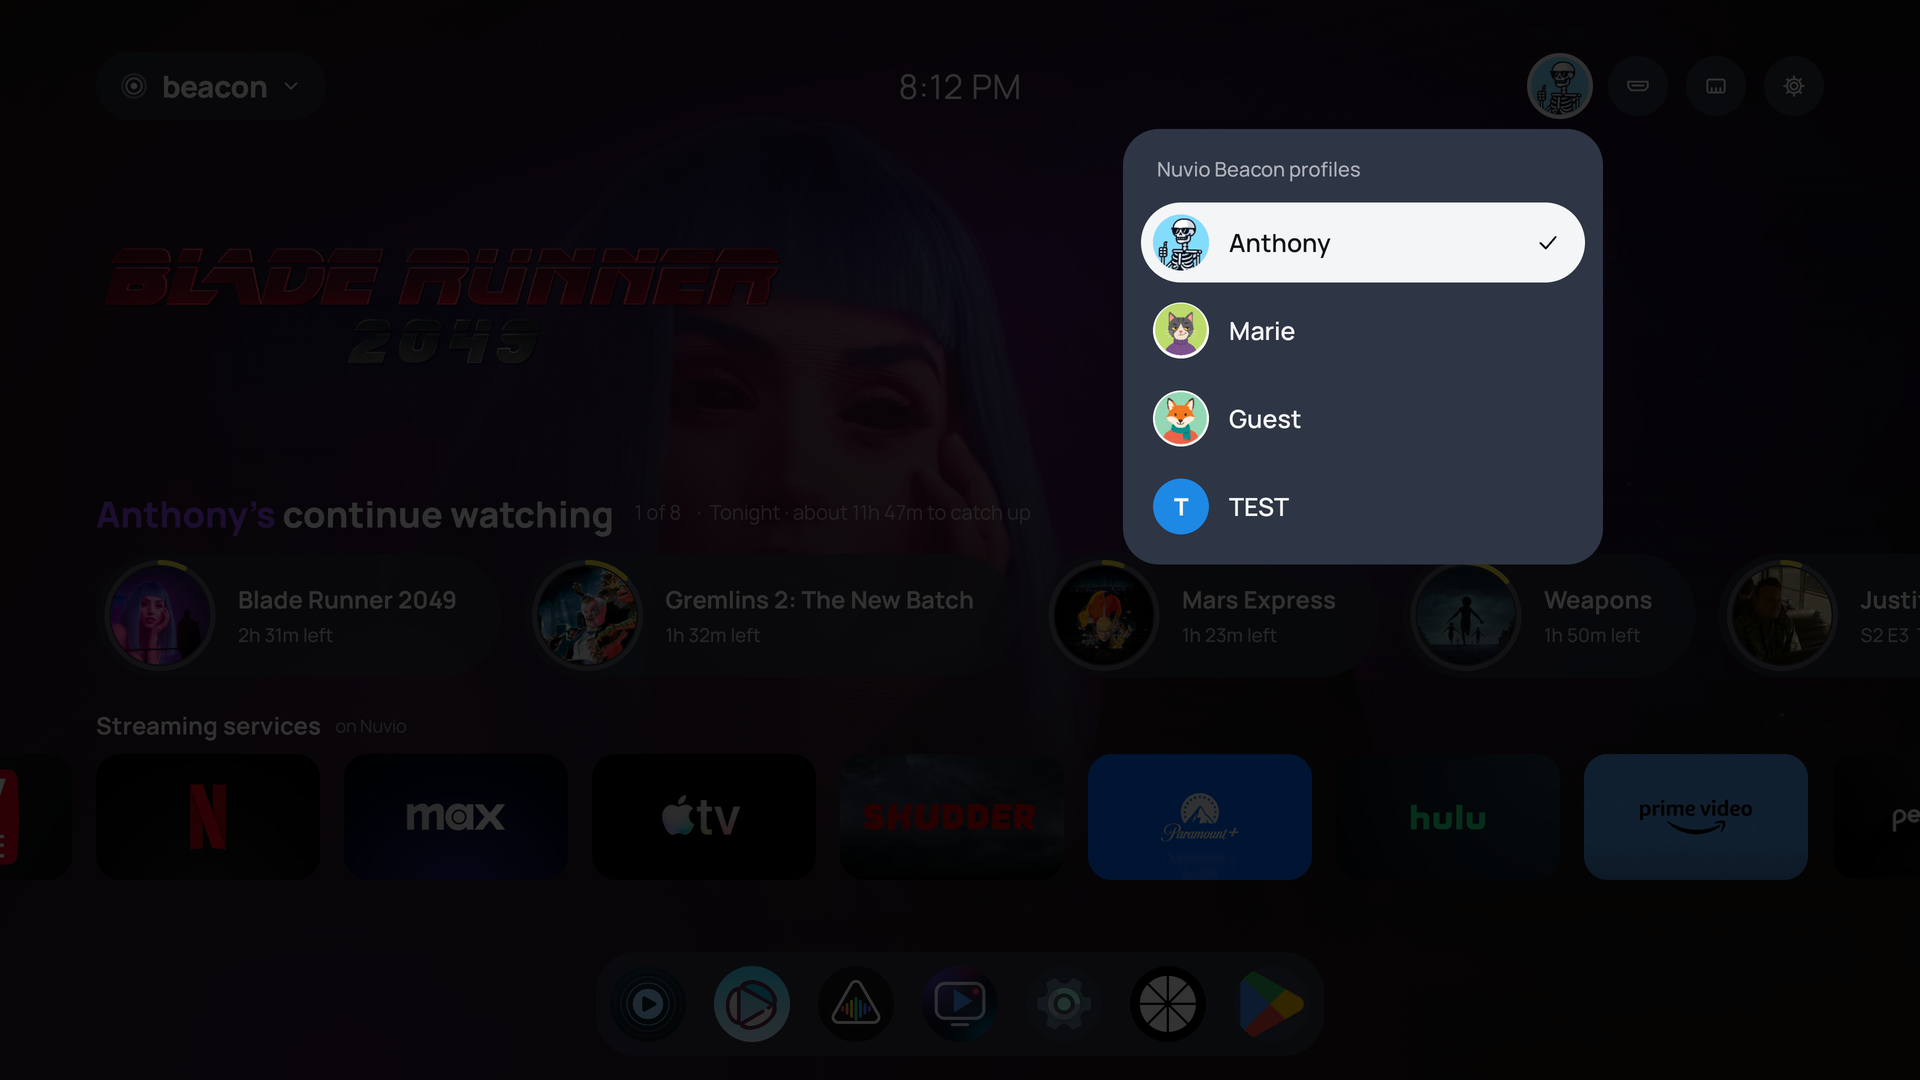 beacon
8:12 PM
Nuvio Beacon profiles
Anthony
Marie
Guest
T TEST
BLADE RUNNER
2049
Anthony's continue watching 1 of 8 · Tonight · about 11h 47m to catch up
Blade Runner 2049
2h 31m left
Gremlins 2: The New Batch
1h 32m left
Mars Express
1h 23m left
Weapons
1h 50m left
Justi
S2 E3
Streaming services on Nuvio
N
max
tv
SHUDDER
Paramount+
hulu
prime video
pe